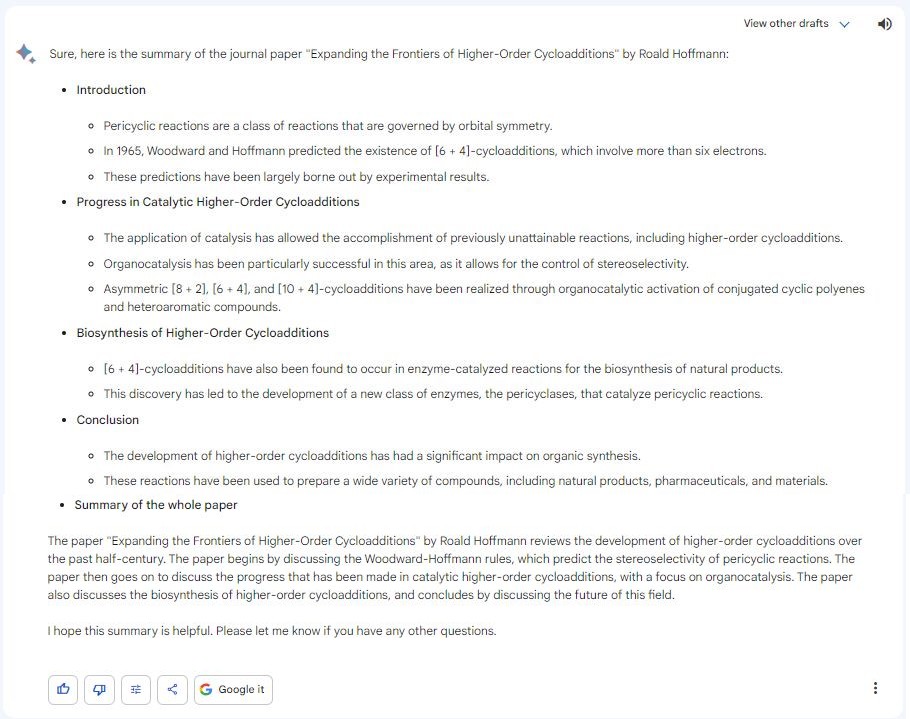 View other drafts
Sure, here is the summary of the journal paper "Expanding the Frontiers of Higher-Order Cycloadditions" by Roald Hoffmann:
• Introduction
Pericyclic reactions are a class of reactions that are governed by orbital symmetry.
In 1965, Woodward and Hoffmann predicted the existence of [6 + 4]-cycloadditions, which involve more than six electrons.
These predictions have been largely borne out by experimental results.
• Progress in Catalytic Higher-Order Cycloadditions
The application of catalysis has allowed the accomplishment of previously unattainable reactions, including higher-order cycloadditions.
Organocatalysis has been particularly successful in this area, as it allows for the control of stereoselectivity.
Asymmetric [8 + 2], [6 + 4], and [10 + 4]-cycloadditions have been realized through organocatalytic activation of conjugated cyclic polyenes
and heteroaromatic compounds.
• Biosynthesis of Higher-Order Cycloadditions
[6 + 4]-cycloadditions have also been found to occur in enzyme-catalyzed reactions for the biosynthesis of natural products.
This discovery has led to the development of a new class of enzymes, the pericyclases, that catalyze pericyclic reactions.
• Conclusion
The development of higher-order cycloadditions has had a significant impact on organic synthesis.
These reactions have been used to prepare a wide variety of compounds, including natural products, pharmaceuticals, and materials.
• Summary of the whole paper
The paper "Expanding the Frontiers of Higher-Order Cycloadditions" by Roald Hoffmann reviews the development of higher-order cycloadditions over
the past half-century. The paper begins by discussing the Woodward-Hoffmann rules, which predict the stereoselectivity of pericyclic reactions. The
paper then goes on to discuss the progress that has been made in catalytic higher-order cycloadditions, with a focus on organocatalysis. The paper
also discusses the biosynthesis of higher-order cycloadditions, and concludes by discussing the future of this field.
I hope this summary is helpful. Please let me know if you have any other questions.
Google it